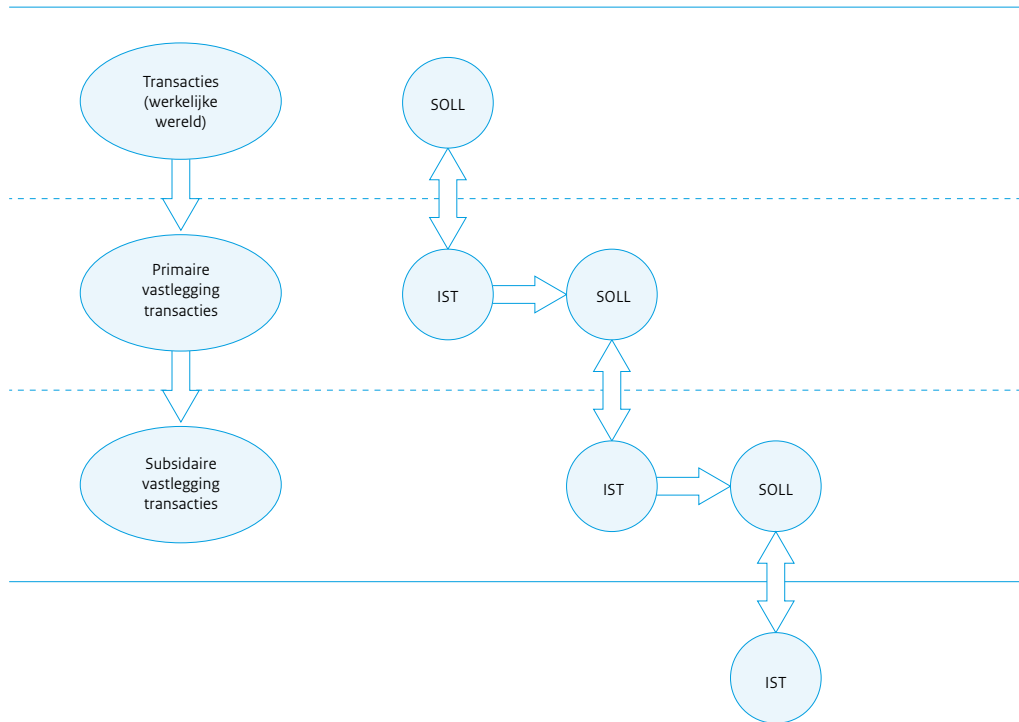 Transacties
(werkelijke
wereld)
SOLL
Primaire
vastlegging
transacties
IST
SOLL
Subsidaire
vastlegging
transacties
IST
SOLL
IST